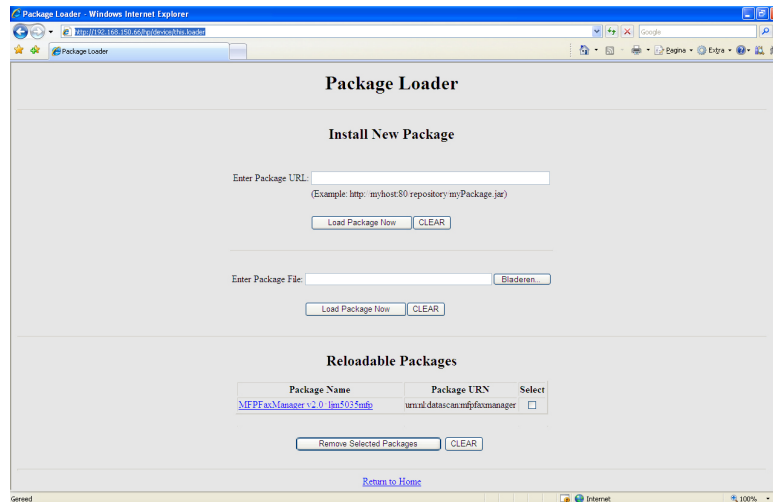 Package Loader - Windows Internet Explorer
http://192.168.150.66/hp/device/this.loader
Google
Package Loader
Pagina
Extra
Package Loader
Install New Package
Enter Package URL:
(Example: http://myhost:80/repository/myPackage.jar)
Load Package Now CLEAR
Enter Package File: Bladeren...
Load Package Now CLEAR
Reloadable Packages
Package Name Package URN Select
MFPFaxManager v2.0 : ljm5035mfp urn:nl:datascan:mfpfaxmanager
Remove Selected Packages CLEAR
Return to Home
Gereed Internet 100%